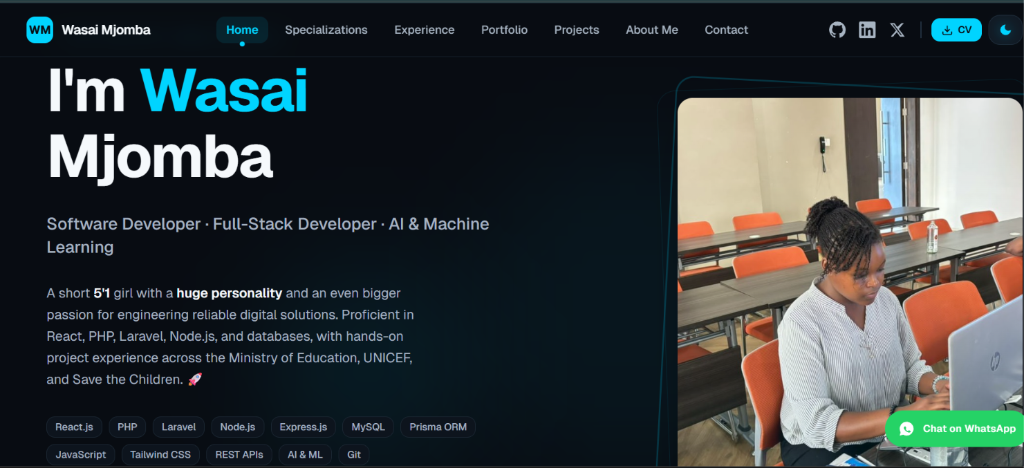 WM Wasai Mjomba Home Specializations Experience Portfolio Projects About Me Contact CV
I'm Wasai
Mjomba
Software Developer · Full-Stack Developer · AI & Machine
Learning
A short 5'1 girl with a huge personality and an even bigger
passion for engineering reliable digital solutions. Proficient in
React, PHP, Laravel, Node.js, and databases, with hands-on
project experience across the Ministry of Education, UNICEF,
and Save the Children. 🚀
React.js PHP Laravel Node.js Express.js MySQL Prisma ORM
JavaScript Tailwind CSS REST APIs AI & ML Git
hp
Chat on WhatsApp